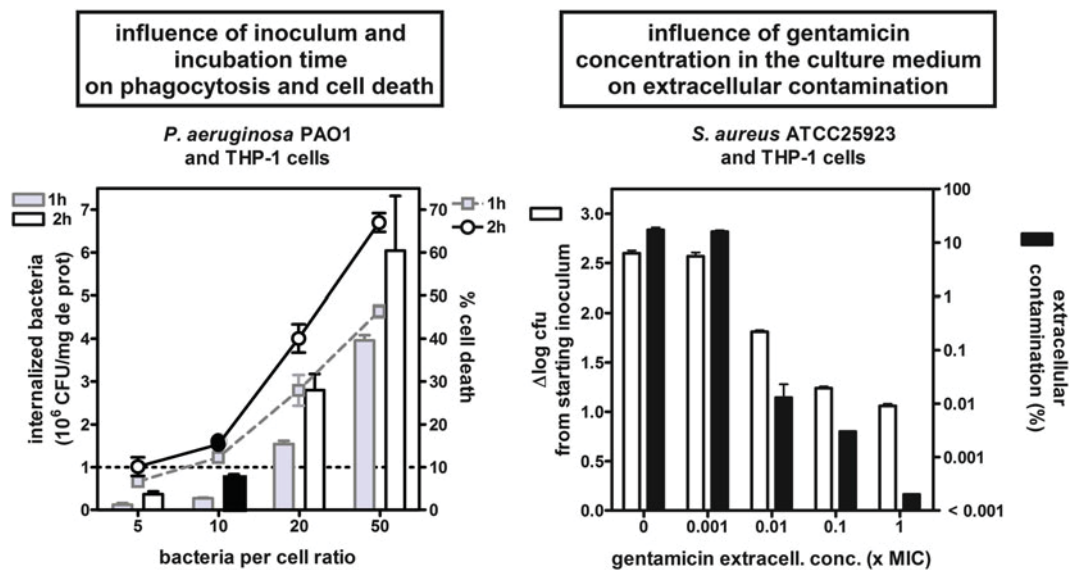 influence of inoculum and
incubation time
on phagocytosis and cell death
P. aeruginosa PAO1
and THP-1 cells
1h
2h
1h
2h
internalized bacteria
(10⁶ CFU/mg de prot)
7
6
5
4
3
2
1
0
70
60
50
40
30
20
10
0
% cell death
5
10
20
50
bacteria per cell ratio
influence of gentamicin
concentration in the culture medium
on extracellular contamination
S. aureus ATCC25923
and THP-1 cells
Δlog cfu
from starting inoculum
3.0
2.5
2.0
1.5
1.0
0.5
0.0
100
10
1
0.1
0.01
0.001
< 0.001
extracellular
contamination (%)
0
0.001
0.01
0.1
1
gentamicin extracell. conc. (x MIC)